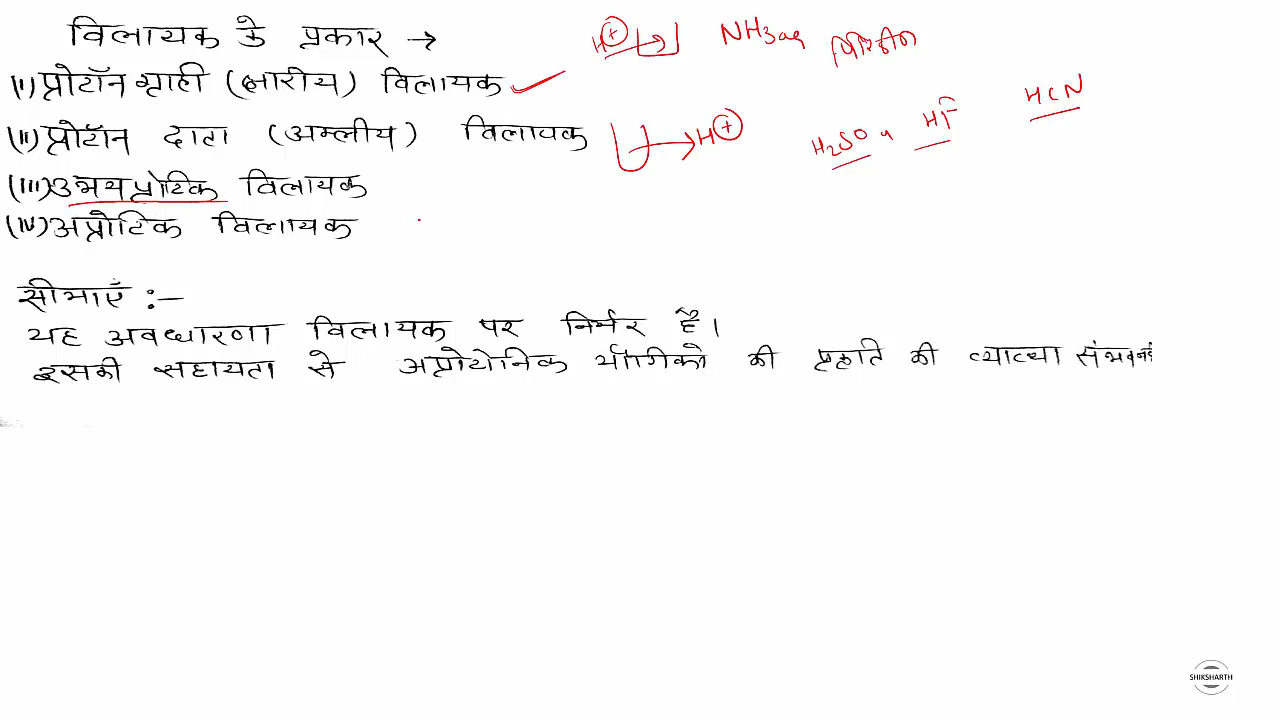 विलायक के प्रकार →
(i) प्रोटॉन ग्राही (क्षारीय) विलायक ✓ H⁺ NH3aq पिरिडीन
(ii) प्रोटॉन दाता (अम्लीय) विलायक → H⁺ H2SO4 HF HCN
(iii) उभयप्रोटिक विलायक
(iv) अप्रोटिक विलायक
सीमाएँ :-
यह अवधारणा विलायक पर निर्भर है।
इसकी सहायता से अप्रोटोनिक यौगिको की प्रकृति की व्याख्या संभव नहीं
SHIKSHARTH